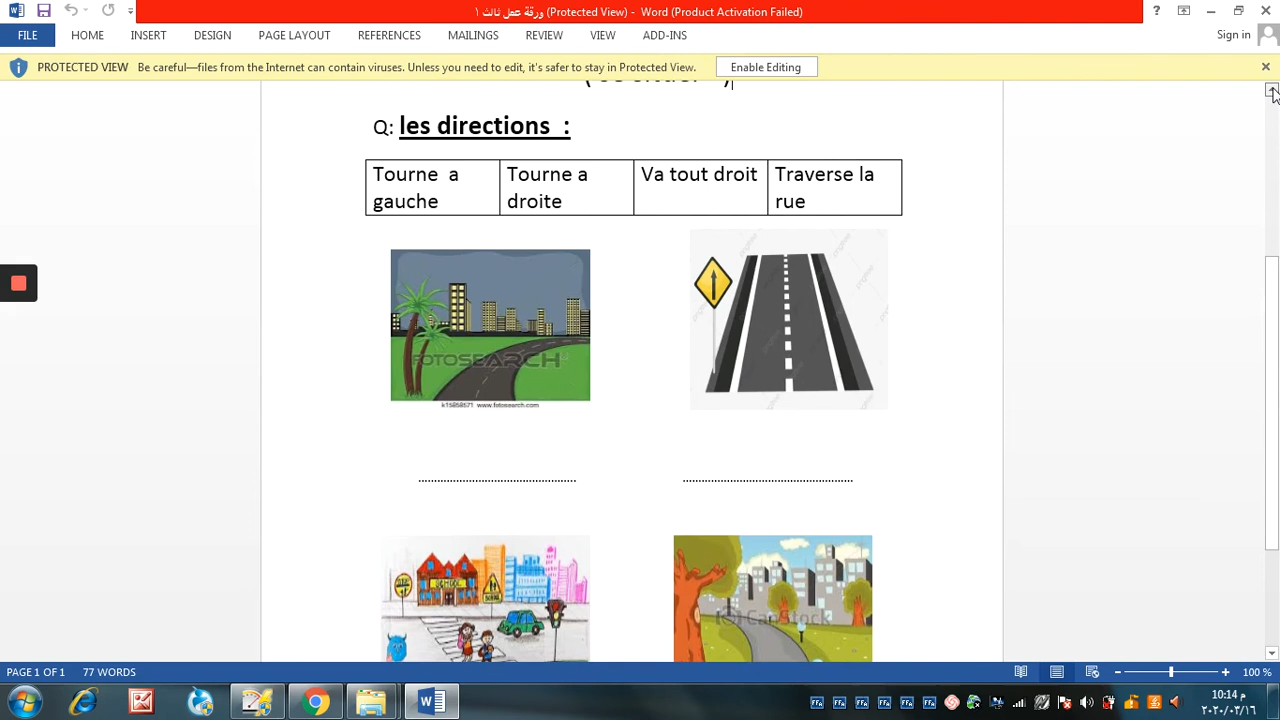 ورقة عمل ثالث ١ (Protected View) - Word (Product Activation Failed)
FILE HOME INSERT DESIGN PAGE LAYOUT REFERENCES MAILINGS REVIEW VIEW ADD-INS Sign in
PROTECTED VIEW Be careful—files from the Internet can contain viruses. Unless you need to edit, it's safer to stay in Protected View. Enable Editing
Q: les directions :
Tourne a gauche
Tourne a droite
Va tout droit
Traverse la rue
FOTOSEARCH
k15858571 www.fotosearch.com
SCHOOL
(C) CanStock
PAGE 1 OF 1 77 WORDS 100 %
10:14 م
٢٠٢٠/٠٣/١٦